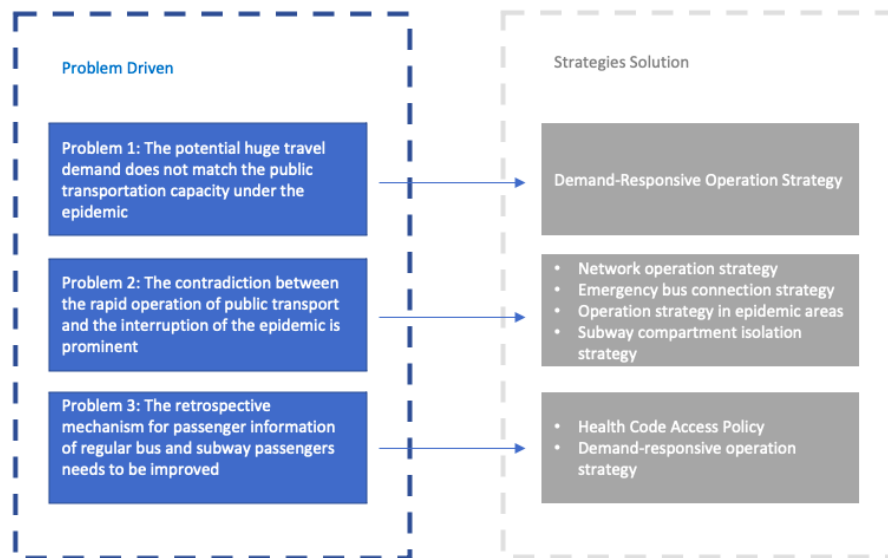 Problem Driven
Problem 1: The potential huge travel
demand does not match the public
transportation capacity under the
epidemic
Problem 2: The contradiction between
the rapid operation of public transport
and the interruption of the epidemic is
prominent
Problem 3: The retrospective
mechanism for passenger information
of regular bus and subway passengers
needs to be improved
Strategies Solution
Demand-Responsive Operation Strategy
• Network operation strategy
• Emergency bus connection strategy
• Operation strategy in epidemic areas
• Subway compartment isolation
strategy
• Health Code Access Policy
• Demand-responsive operation
strategy